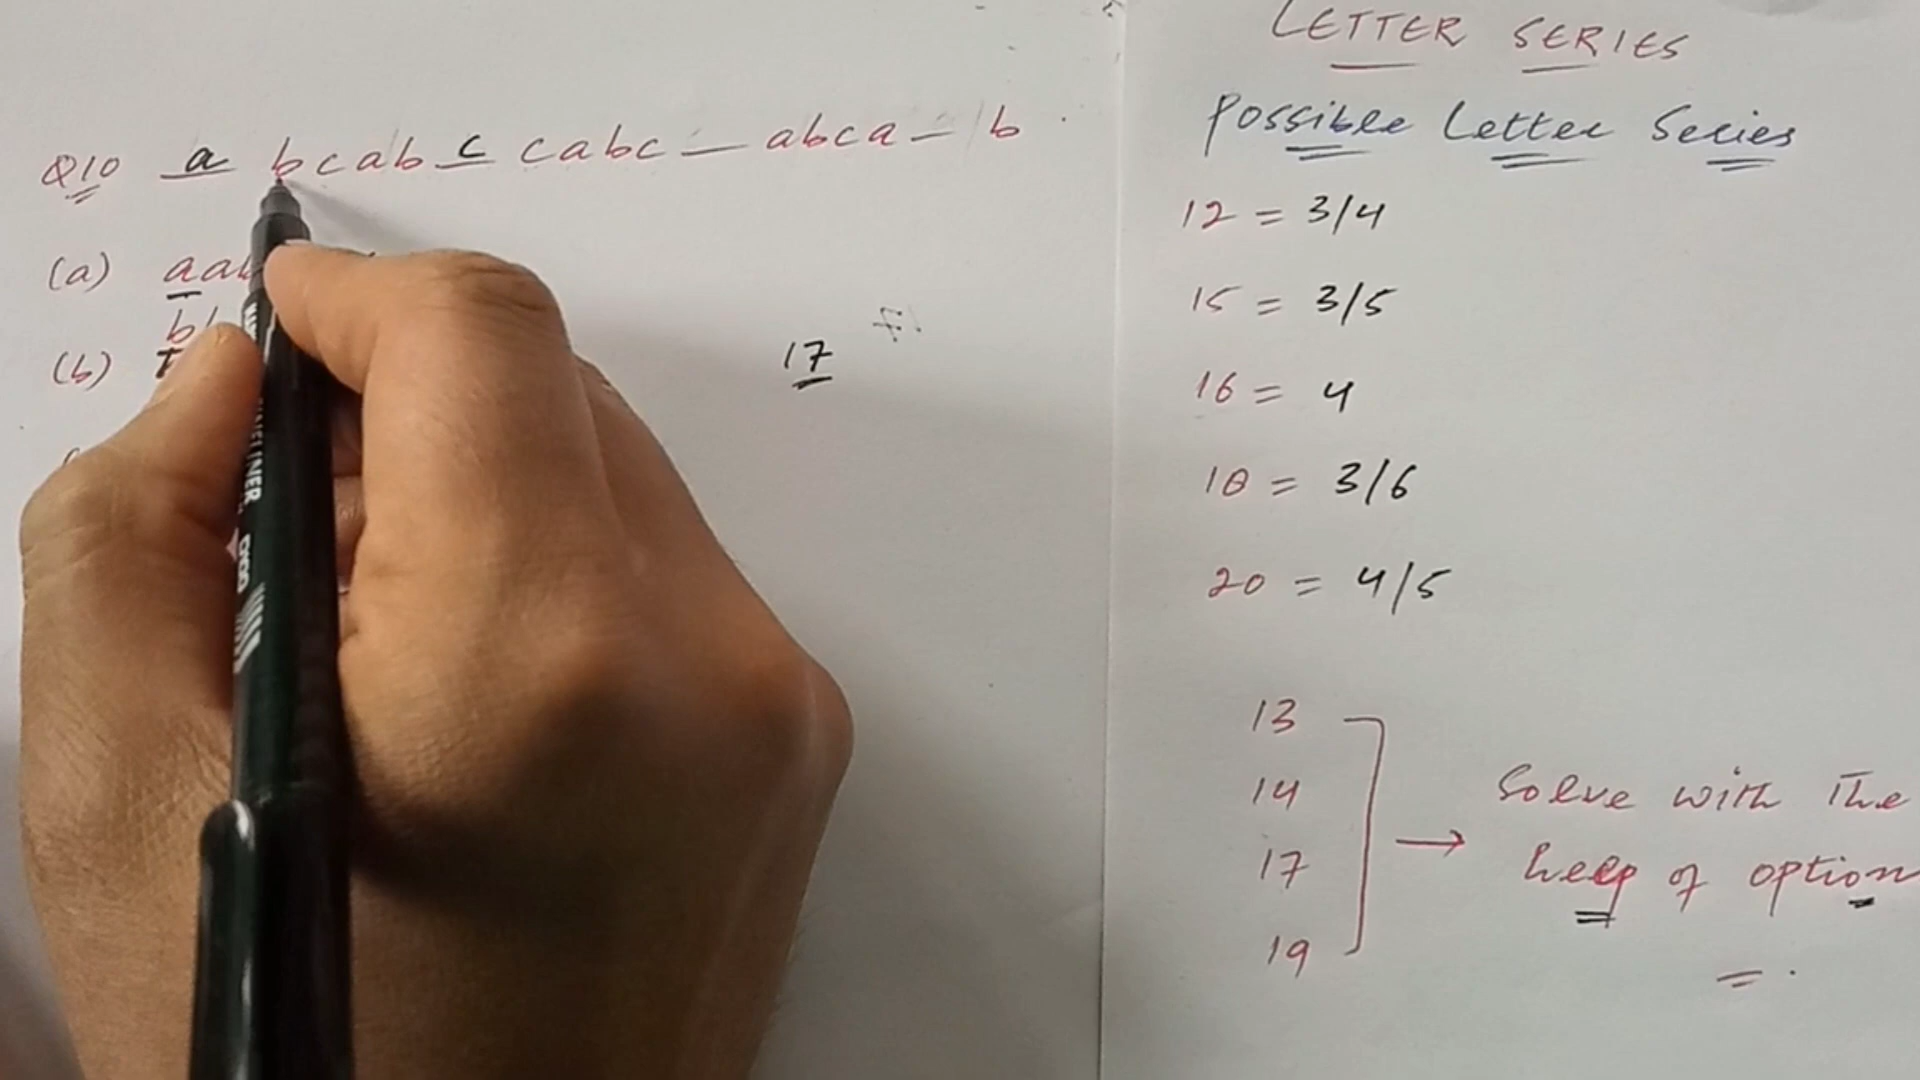 Q10 a bcab c cabc _ abca _ b
(a) aab
(b)
17
LETTER SERIES
Possible Letter Series
12 = 3/4
15 = 3/5
16 = 4
18 = 3/6
20 = 4/5
13
14
17
19
→ Solve with The
help of option